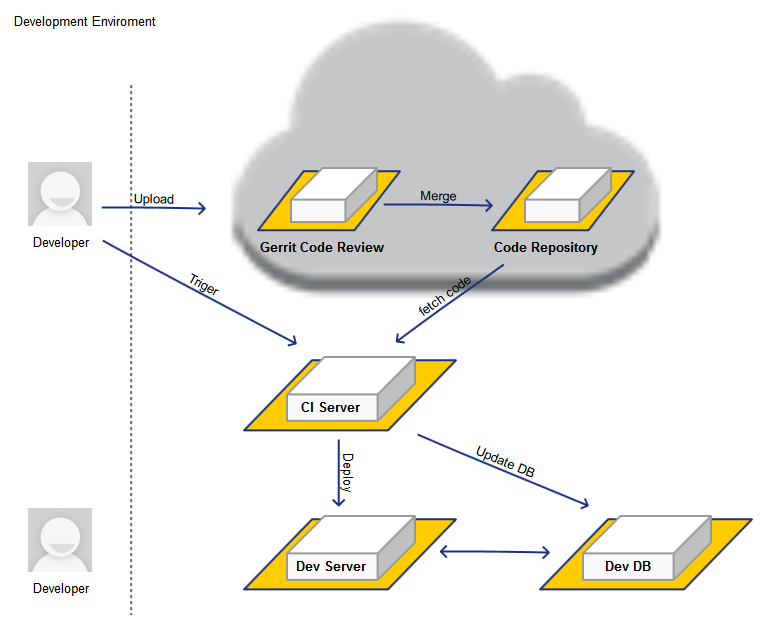 Development Enviroment
Upload
Merge
Developer
Gerrit Code Review
Code Repository
Triger
fetch code
CI Server
Deploy
Update DB
Dev Server
Dev DB
Developer